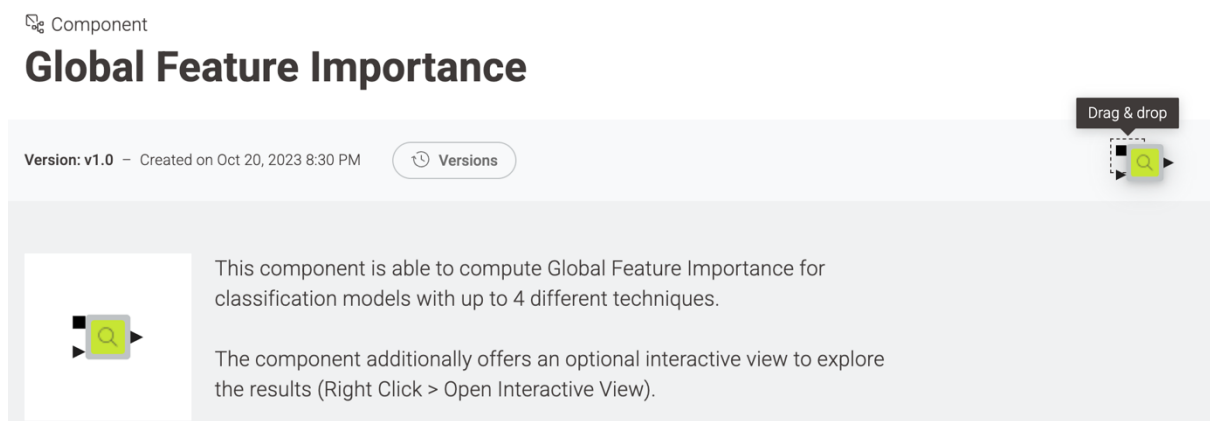 Component
Global Feature Importance
Drag & drop
Version: v1.0 – Created on Oct 20, 2023 8:30 PM
Versions
This component is able to compute Global Feature Importance for
classification models with up to 4 different techniques.
The component additionally offers an optional interactive view to explore
the results (Right Click > Open Interactive View).